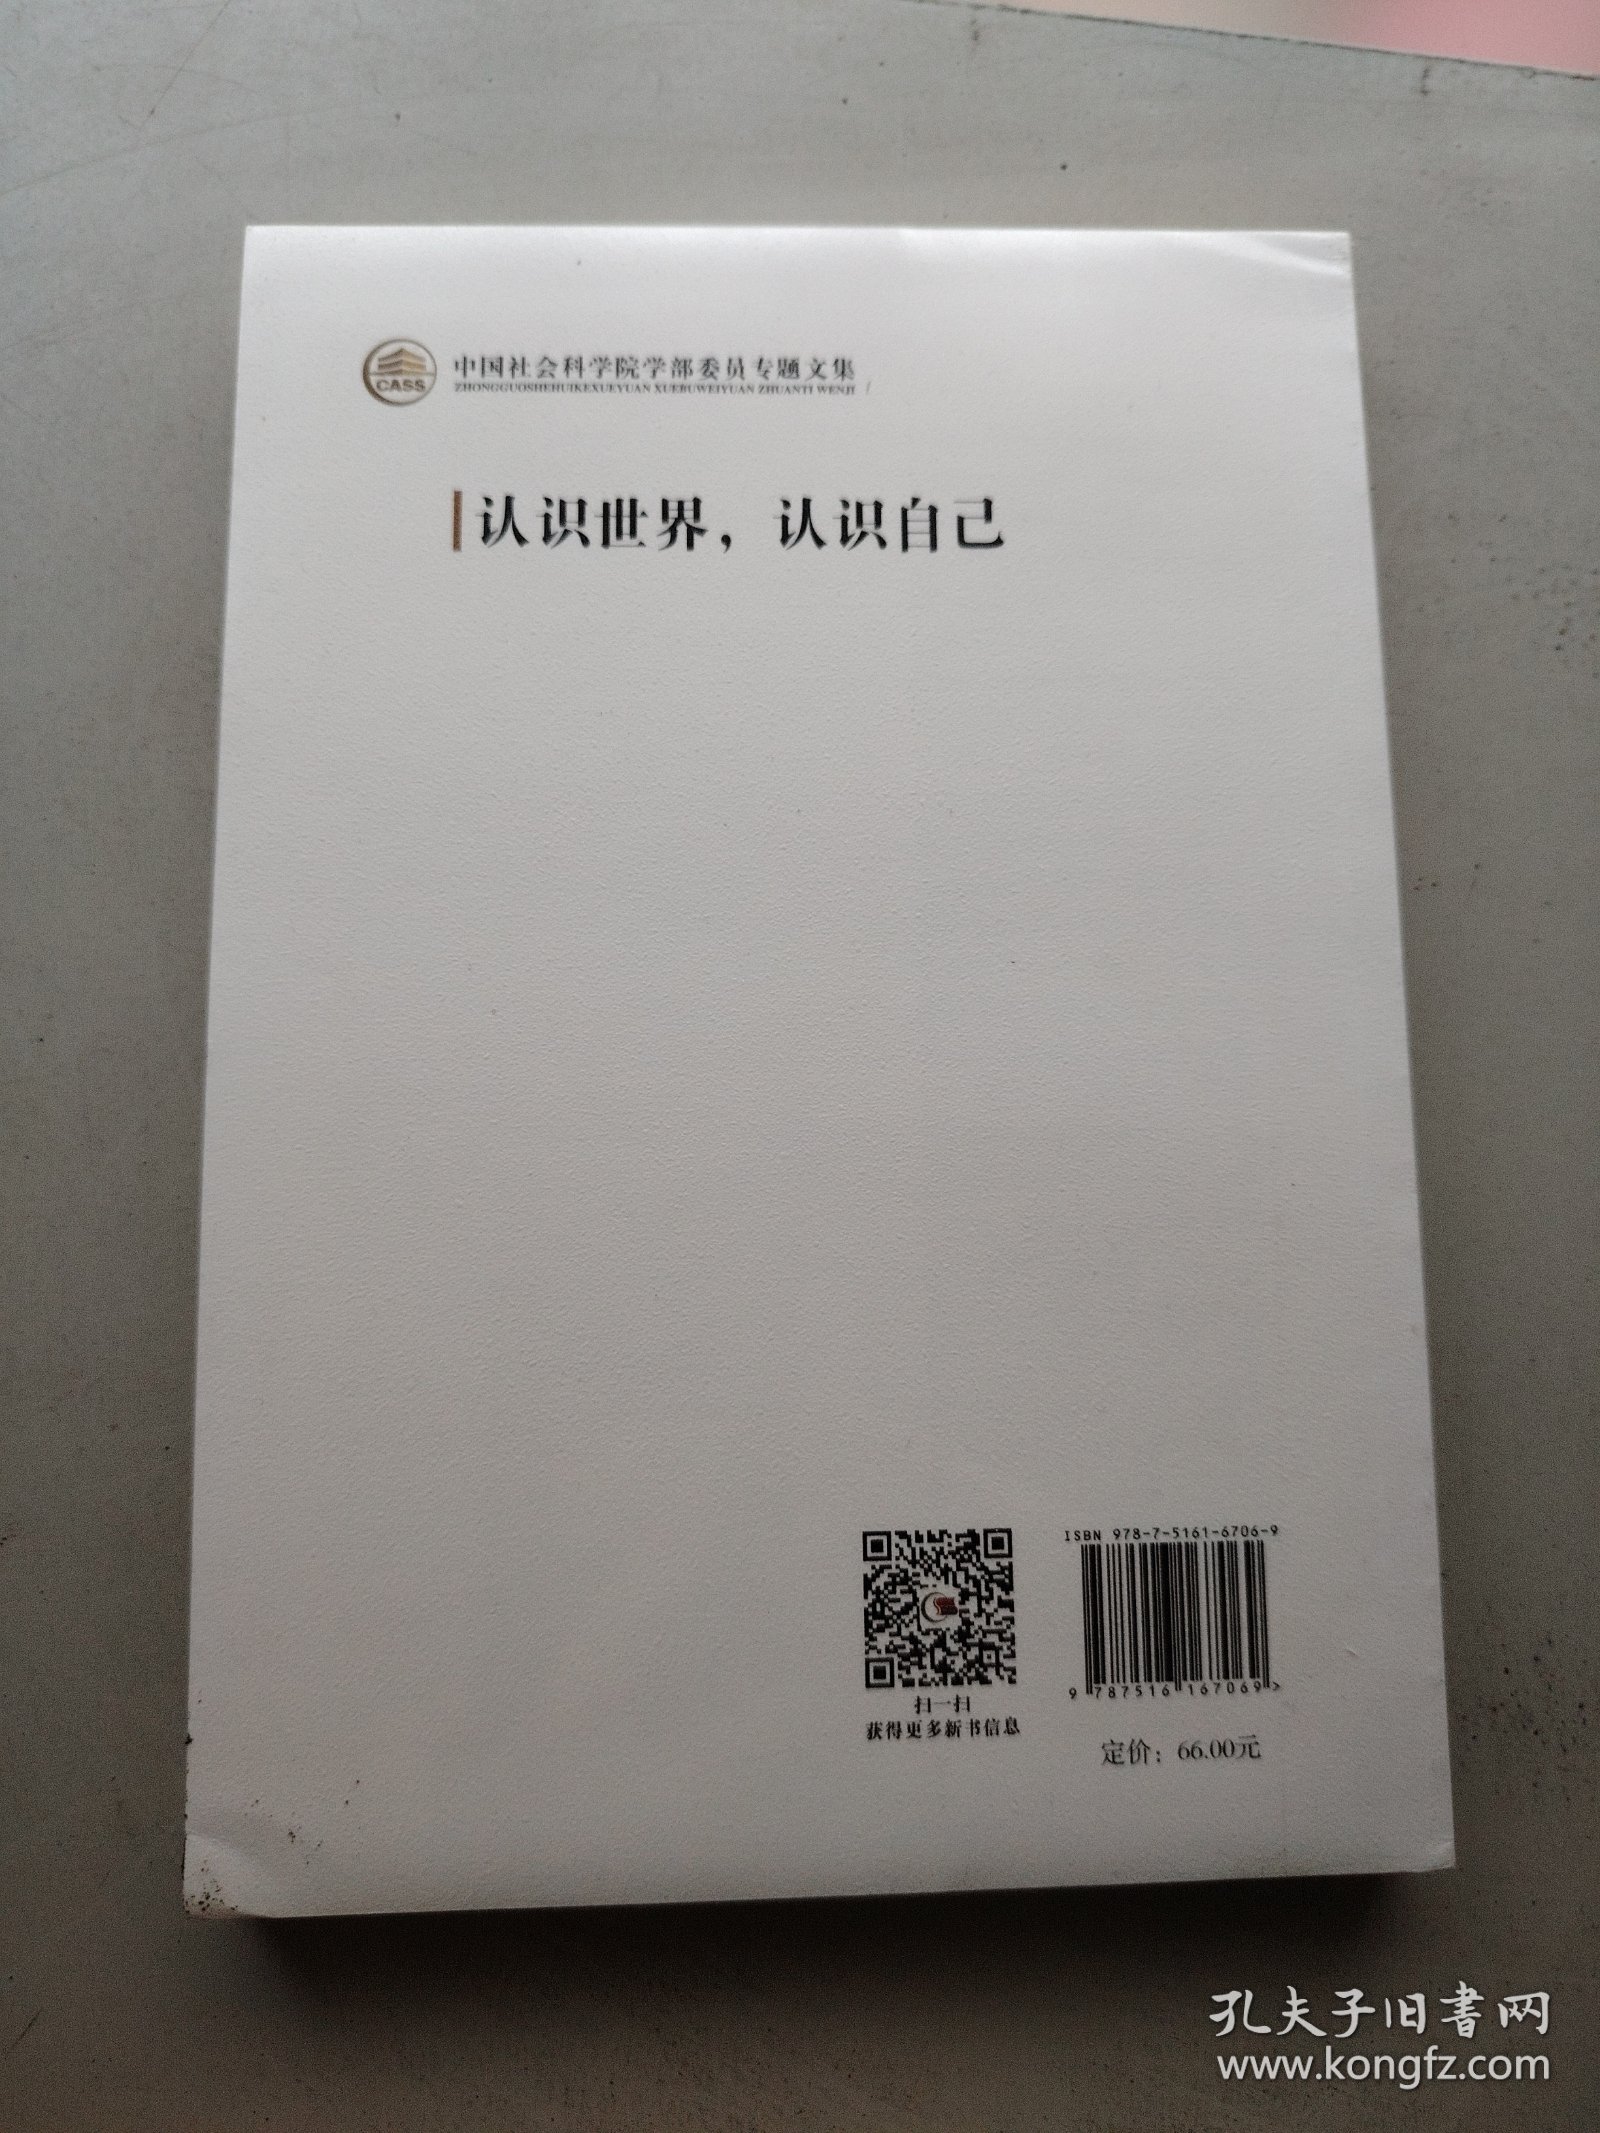 CASS
中国社会科学院学部委员专题文集
ZHONGGUOSHEHUIKEXUEYUAN XUEBUWEIYUAN ZHUANTI WENJI
认识世界，认识自己
ISBN 978-7-5161-6706-9
9 787516 167069>
扫一扫
获得更多新书信息
定价：66.00元
孔夫子旧书网
www.kongfz.com